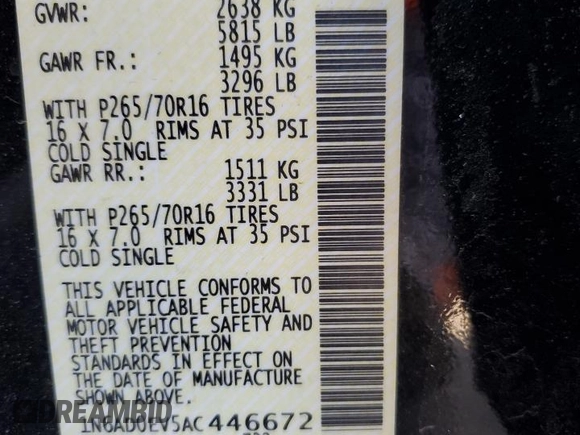 GVWR: 2638 KG
5815 LB
GAWR FR.: 1495 KG
3296 LB
WITH P265/70R16 TIRES
16 X 7.0 RIMS AT 35 PSI
COLD SINGLE
GAWR RR.: 1511 KG
3331 LB
WITH P265/70R16 TIRES
16 X 7.0 RIMS AT 35 PSI
COLD SINGLE
THIS VEHICLE CONFORMS TO
ALL APPLICABLE FEDERAL
MOTOR VEHICLE SAFETY AND
THEFT PREVENTION
STANDARDS IN EFFECT ON
THE DATE OF MANUFACTURE
SHOWN ABOVE.
1N6AD0EV5AC446672
DREAMBID